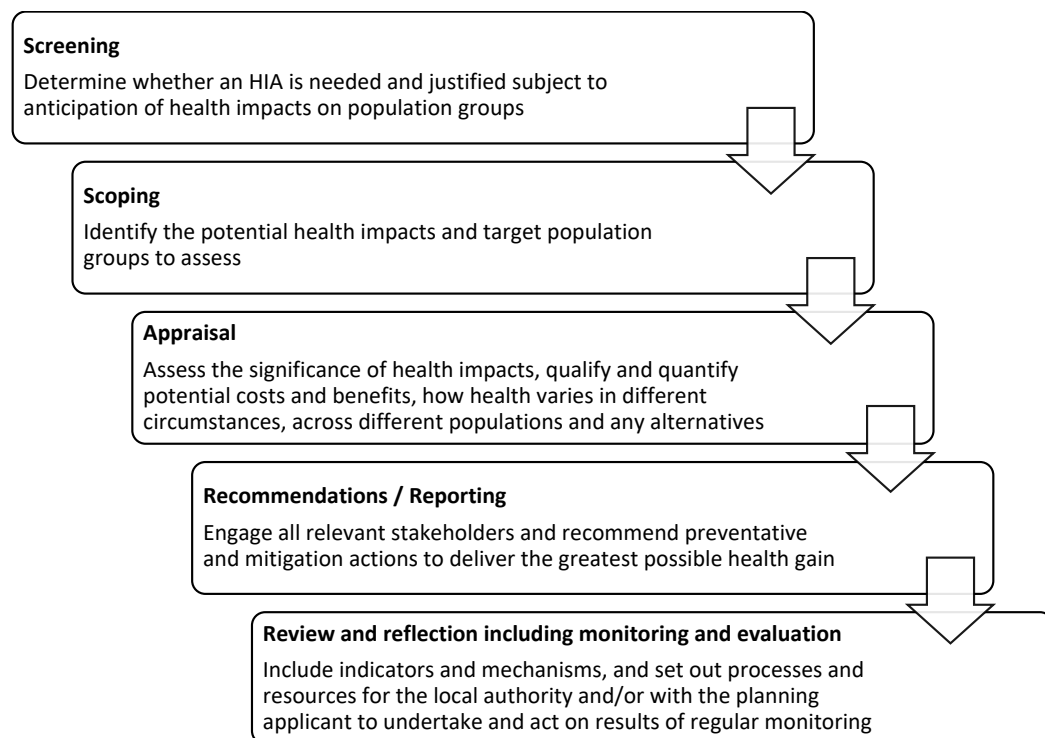 Screening
Determine whether an HIA is needed and justified subject to
anticipation of health impacts on population groups
Scoping
Identify the potential health impacts and target population
groups to assess
Appraisal
Assess the significance of health impacts, qualify and quantify
potential costs and benefits, how health varies in different
circumstances, across different populations and any alternatives
Recommendations / Reporting
Engage all relevant stakeholders and recommend preventative
and mitigation actions to deliver the greatest possible health gain
Review and reflection including monitoring and evaluation
Include indicators and mechanisms, and set out processes and
resources for the local authority and/or with the planning
applicant to undertake and act on results of regular monitoring